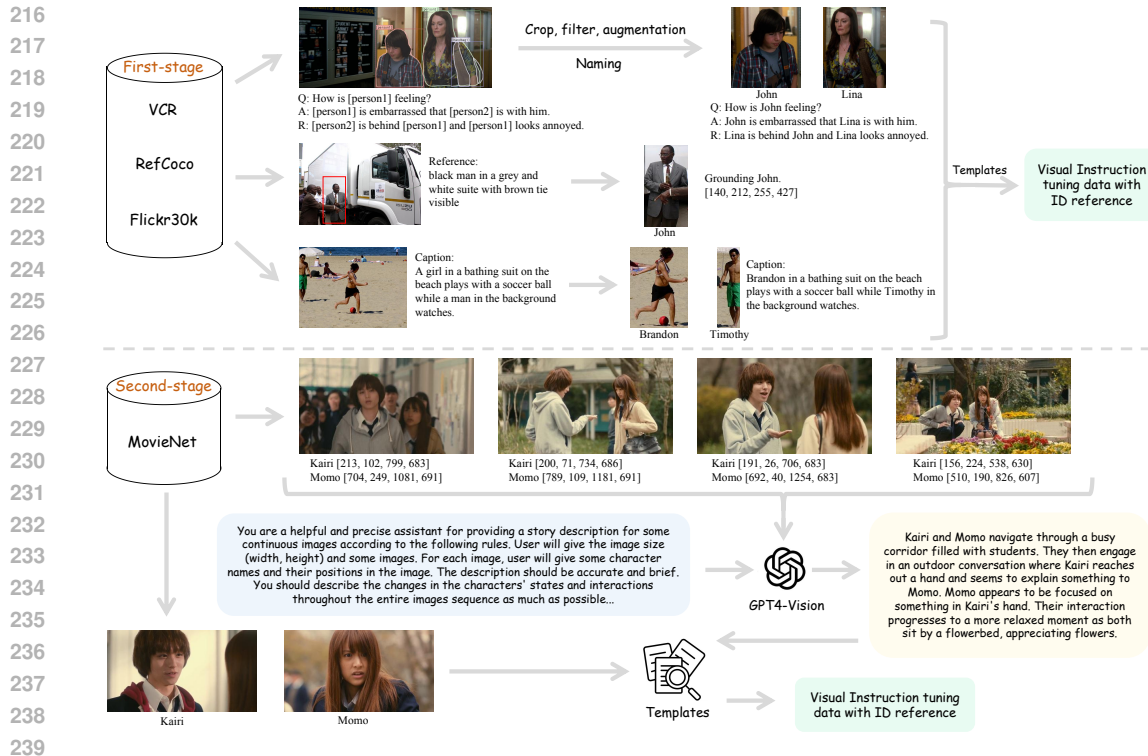 216
217
218
219
220
221
222
223
224
225
226
227
228
229
230
231
232
233
234
235
236
237
238
239
First-stage
VCR
RefCoco
Flickr30k
Q: How is [person1] feeling?
A: [person1] is embarrassed that [person2] is with him.
R: [person2] is behind [person1] and [person1] looks annoyed.
Crop, filter, augmentation
Naming
John
Lina
Q: How is John feeling?
A: John is embarrassed that Lina is with him.
R: Lina is behind John and Lina looks annoyed.
Reference:
black man in a grey and
white suite with brown tie
visible
John
Grounding John.
[140, 212, 255, 427]
Caption:
A girl in a bathing suit on the
beach plays with a soccer ball
while a man in the background
watches.
Brandon
Timothy
Caption:
Brandon in a bathing suit on the beach
plays with a soccer ball while Timothy in
the background watches.
Templates
Visual Instruction
tuning data with
ID reference
Second-stage
MovieNet
Kairi [213, 102, 799, 683]
Momo [704, 249, 1081, 691]
Kairi [200, 71, 734, 686]
Momo [789, 109, 1181, 691]
Kairi [191, 26, 706, 683]
Momo [692, 40, 1254, 683]
Kairi [156, 224, 538, 630]
Momo [510, 190, 826, 607]
You are a helpful and precise assistant for providing a story description for some
continuous images according to the following rules. User will give the image size
(width, height) and some images. For each image, user will give some character
names and their positions in the image. The description should be accurate and brief.
You should describe the changes in the characters' states and interactions
throughout the entire images sequence as much as possible...
GPT4-Vision
Kairi and Momo navigate through a busy
corridor filled with students. They then engage
in an outdoor conversation where Kairi reaches
out a hand and seems to explain something to
Momo. Momo appears to be focused on
something in Kairi's hand. Their interaction
progresses to a more relaxed moment as both
sit by a flowerbed, appreciating flowers.
Kairi
Momo
Templates
Visual Instruction tuning
data with ID reference